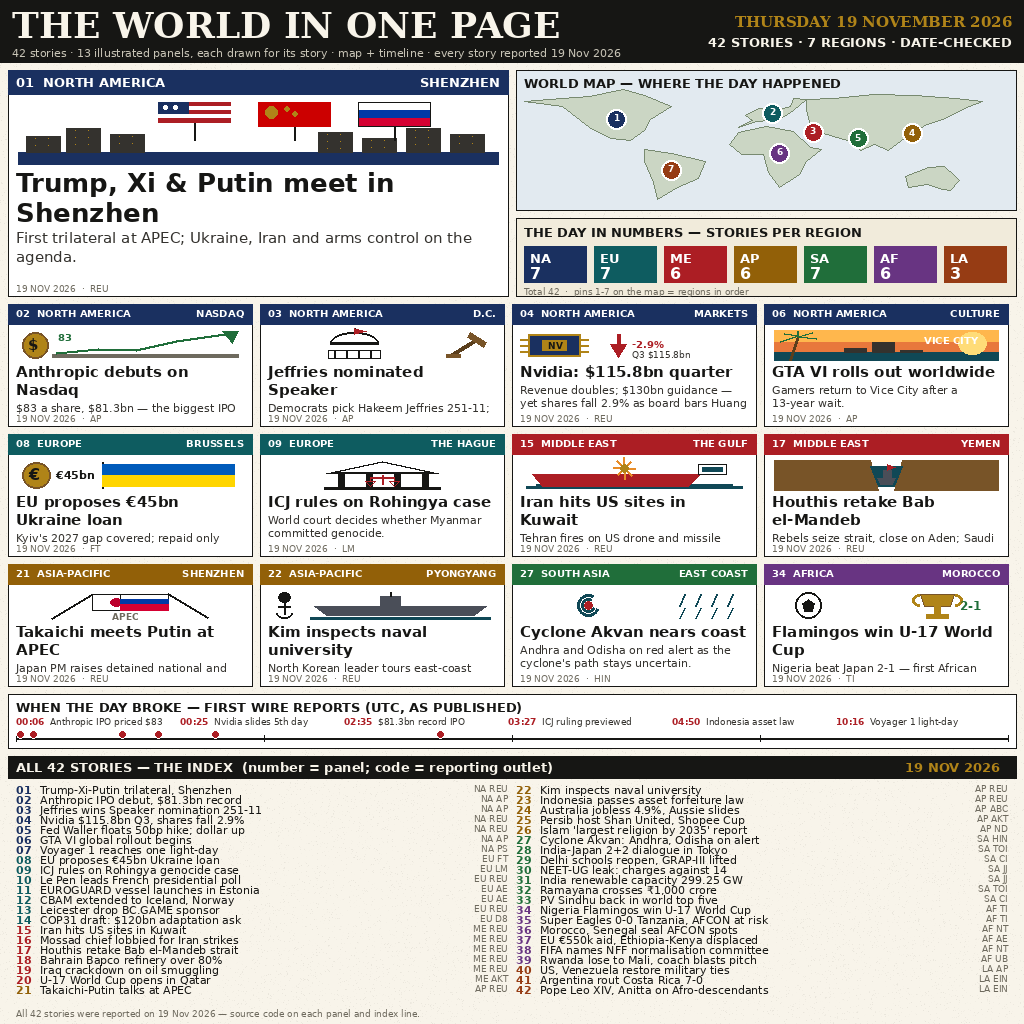 THE WORLD IN ONE PAGE
42 stories · 13 illustrated panels, each drawn for its story · map + timeline · every story reported 19 Nov 2026
THURSDAY 19 NOVEMBER 2026
42 STORIES · 7 REGIONS · DATE-CHECKED
01 NORTH AMERICA SHENZHEN
Trump, Xi & Putin meet in
Shenzhen
First trilateral at APEC; Ukraine, Iran and arms control on the
agenda.
19 NOV 2026 · REU
WORLD MAP — WHERE THE DAY HAPPENED
1
2
3
4
5
6
7
THE DAY IN NUMBERS — STORIES PER REGION
NA EU ME AP SA AF LA
7 7 6 6 7 6 3
Total 42 · pins 1-7 on the map = regions in order
02 NORTH AMERICA NASDAQ
$ 83
Anthropic debuts on
Nasdaq
$83 a share, $81.3bn — the biggest IPO
19 NOV 2026 · AP
03 NORTH AMERICA D.C.
Jeffries nominated
Speaker
Democrats pick Hakeem Jeffries 251-11;
19 NOV 2026 · AP
04 NORTH AMERICA MARKETS
NV
-2.9%
Q3 $115.8bn
Nvidia: $115.8bn quarter
Revenue doubles; $130bn guidance —
yet shares fall 2.9% as board bars Huang
19 NOV 2026 · REU
06 NORTH AMERICA CULTURE
VICE CITY
GTA VI rolls out worldwide
Gamers return to Vice City after a
13-year wait.
19 NOV 2026 · AP
08 EUROPE BRUSSELS
€ €45bn
EU proposes €45bn
Ukraine loan
Kyiv's 2027 gap covered; repaid only
19 NOV 2026 · FT
09 EUROPE THE HAGUE
ICJ rules on Rohingya case
World court decides whether Myanmar
committed genocide.
19 NOV 2026 · LM
15 MIDDLE EAST THE GULF
Iran hits US sites in
Kuwait
Tehran fires on US drone and missile
19 NOV 2026 · REU
17 MIDDLE EAST YEMEN
Houthis retake Bab
el-Mandeb
Rebels seize strait, close on Aden; Saudi
19 NOV 2026 · REU
21 ASIA-PACIFIC SHENZHEN
APEC
Takaichi meets Putin at
APEC
Japan PM raises detained national and
19 NOV 2026 · REU
22 ASIA-PACIFIC PYONGYANG
Kim inspects naval
university
North Korean leader tours east-coast
19 NOV 2026 · REU
27 SOUTH ASIA EAST COAST
Cyclone Akvan nears coast
Andhra and Odisha on red alert as the
cyclone's path stays uncertain.
19 NOV 2026 · HIN
34 AFRICA MOROCCO
2-1
Flamingos win U-17 World
Cup
Nigeria beat Japan 2-1 — first African
19 NOV 2026 · TI
WHEN THE DAY BROKE — FIRST WIRE REPORTS (UTC, AS PUBLISHED)
00:06 Anthropic IPO priced $83 00:25 Nvidia slides 5th day 02:35 $81.3bn record IPO 03:27 ICJ ruling previewed 04:50 Indonesia asset law 10:16 Voyager 1 light-day
ALL 42 STORIES — THE INDEX (number = panel; code = reporting outlet) 19 NOV 2026
01 Trump-Xi-Putin trilateral, Shenzhen NA REU
02 Anthropic IPO debut, $81.3bn record NA AP
03 Jeffries wins Speaker nomination 251-11 NA AP
04 Nvidia $115.8bn Q3, shares fall 2.9% NA REU
05 Fed Waller floats 50bp hike; dollar up NA REU
06 GTA VI global rollout begins NA AP
07 Voyager 1 reaches one light-day NA PS
08 EU proposes €45bn Ukraine loan EU FT
09 ICJ rules on Rohingya genocide case EU LM
10 Le Pen leads French presidential poll EU REU
11 EUROGUARD vessel launches in Estonia EU AE
12 CBAM extended to Iceland, Norway EU AE
13 Leicester drop BC.GAME sponsor EU REU
14 COP31 draft: $120bn adaptation ask EU D8
15 Iran hits US sites in Kuwait ME REU
16 Mossad chief lobbied for Iran strikes ME REU
17 Houthis retake Bab el-Mandeb strait ME REU
18 Bahrain Bapco refinery over 80% ME REU
19 Iraq crackdown on oil smuggling ME REU
20 U-17 World Cup opens in Qatar ME AKT
21 Takaichi-Putin talks at APEC AP REU
22 Kim inspects naval university AP REU
23 Indonesia passes asset forfeiture law AP REU
24 Australia jobless 4.9%, Aussie slides AP ABC
25 Persib host Shan United, Shopee Cup AP AKT
26 Islam 'largest religion by 2035' report AP ND
27 Cyclone Akvan: Andhra, Odisha on alert SA HIN
28 India-Japan 2+2 dialogue in Tokyo SA TOI
29 Delhi schools reopen, GRAP-III lifted SA CI
30 NEET-UG leak: charges against 14 SA JJ
31 India renewable capacity 299.25 GW SA JJ
32 Ramayana crosses ₹1,000 crore SA TOI
33 PV Sindhu back in world top five SA CI
34 Nigeria Flamingos win U-17 World Cup AF TI
35 Super Eagles 0-0 Tanzania, AFCON at risk AF TI
36 Morocco, Senegal seal AFCON spots AF NT
37 EU €550k aid, Ethiopia-Kenya displaced AF AE
38 FIFA names NFF normalisation committee AF NT
39 Rwanda lose to Mali, coach blasts pitch AF UB
40 US, Venezuela restore military ties LA AP
41 Argentina rout Costa Rica 7-0 LA EIN
42 Pope Leo XIV, Anitta on Afro-descendants LA EIN
All 42 stories were reported on 19 Nov 2026 — source code on each panel and index line.